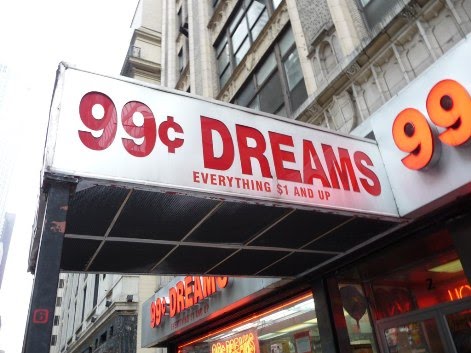 99¢ DREAMS
EVERYTHING $1 AND UP
99
99¢ DREAMS